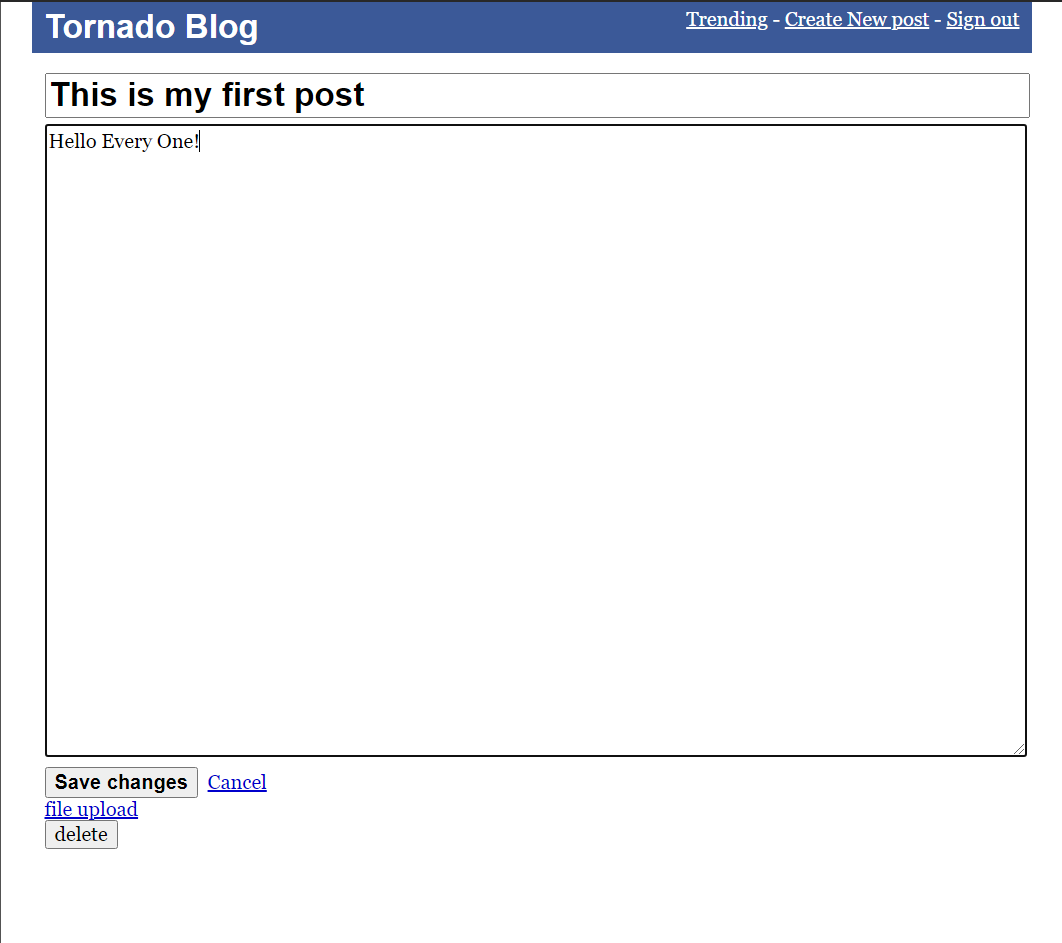 Tornado Blog
Trending - Create New post - Sign out
This is my first post
Hello Every One!
Save changes Cancel
file upload
delete